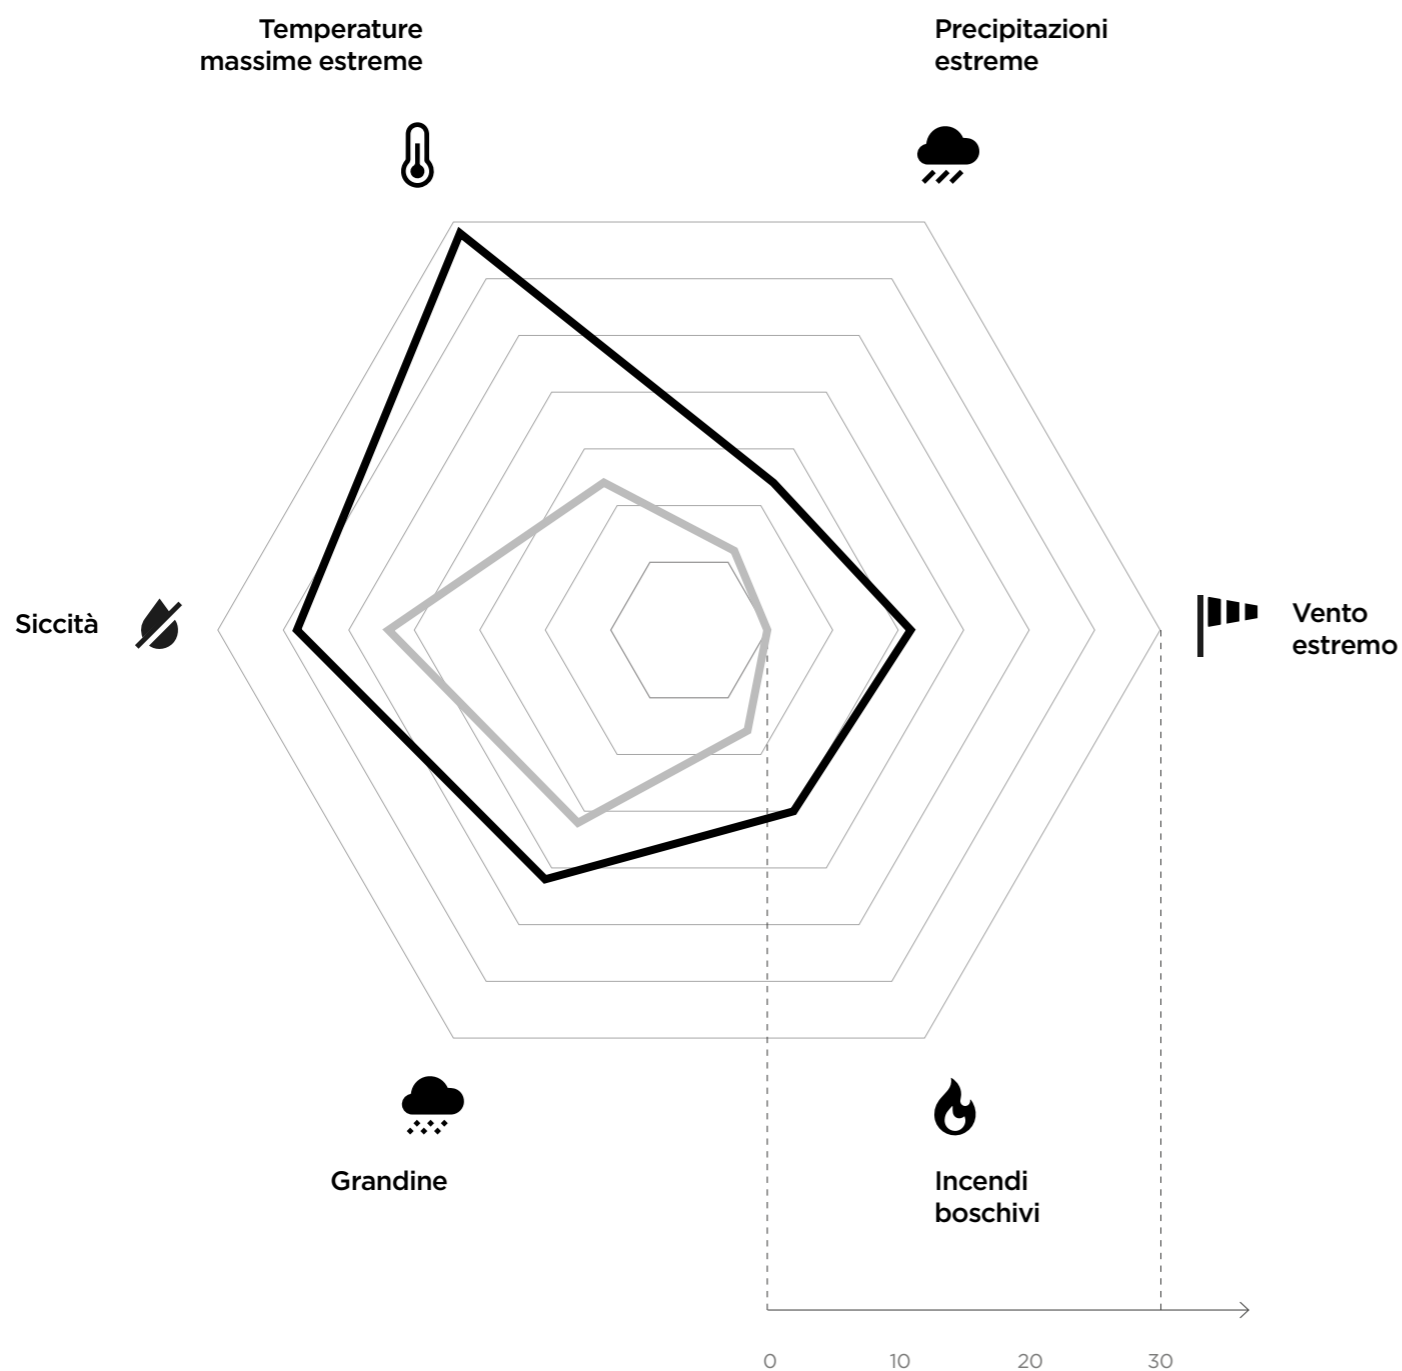 Temperature
massime estreme
Precipitazioni
estreme
Siccità
Vento
estremo
Grandine
Incendi
boschivi
0 10 20 30